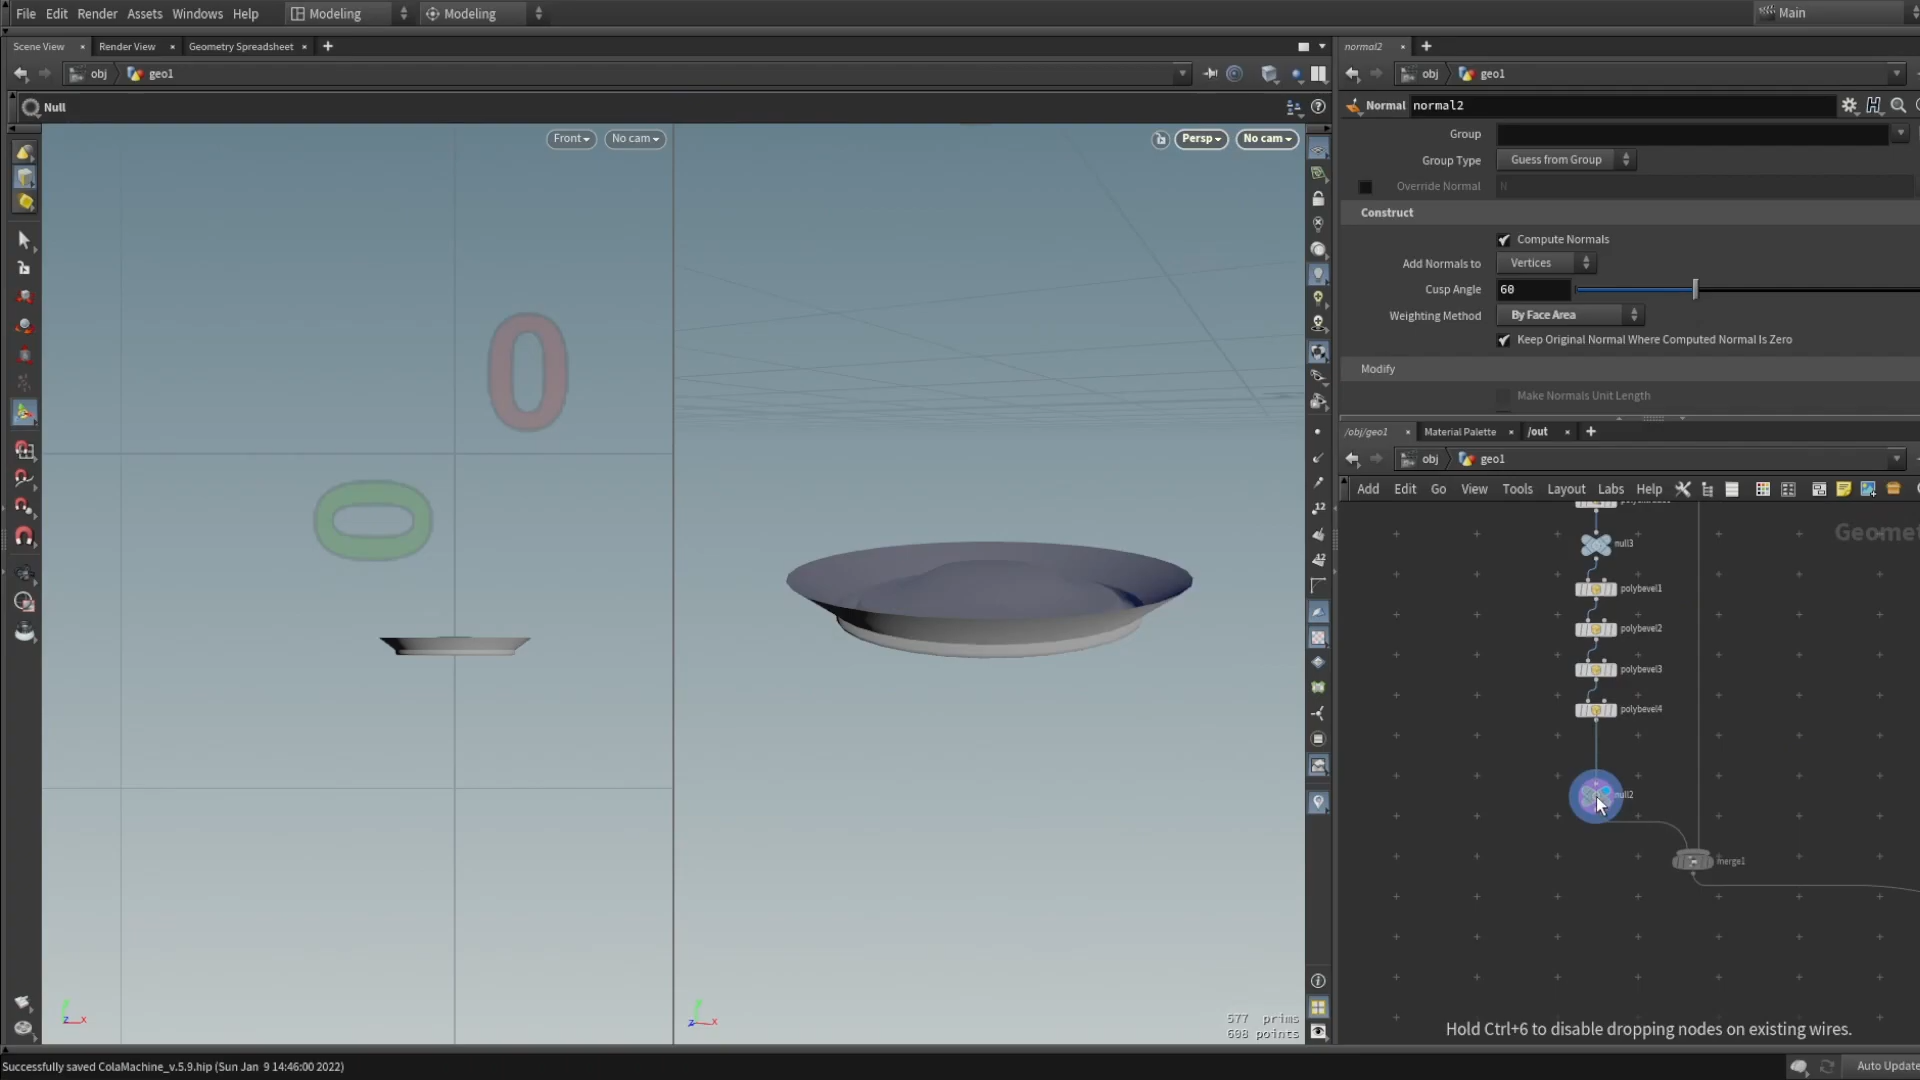 File Edit Render Assets Windows Help Modeling Modeling Main
Scene View Render View Geometry Spreadsheet
obj geo1
Null
Front No cam
Persp No cam
0
0
577 prims
608 points
z x
z x
normal2
obj geo1
Normal normal2
Group
Group Type Guess from Group
Override Normal N
Construct
Compute Normals
Add Normals to Vertices
Cusp Angle 60
Weighting Method By Face Area
Keep Original Normal Where Computed Normal Is Zero
Modify
Make Normals Unit Length
/obj/geo1 Material Palette /out
obj geo1
Add Edit Go View Tools Layout Labs Help
null3
polybevel1
polybevel2
polybevel3
polybevel4
null2
merge1
Hold Ctrl+6 to disable dropping nodes on existing wires.
Successfully saved ColaMachine_v.5.9.hip (Sun Jan 9 14:46:00 2022)
Auto Update